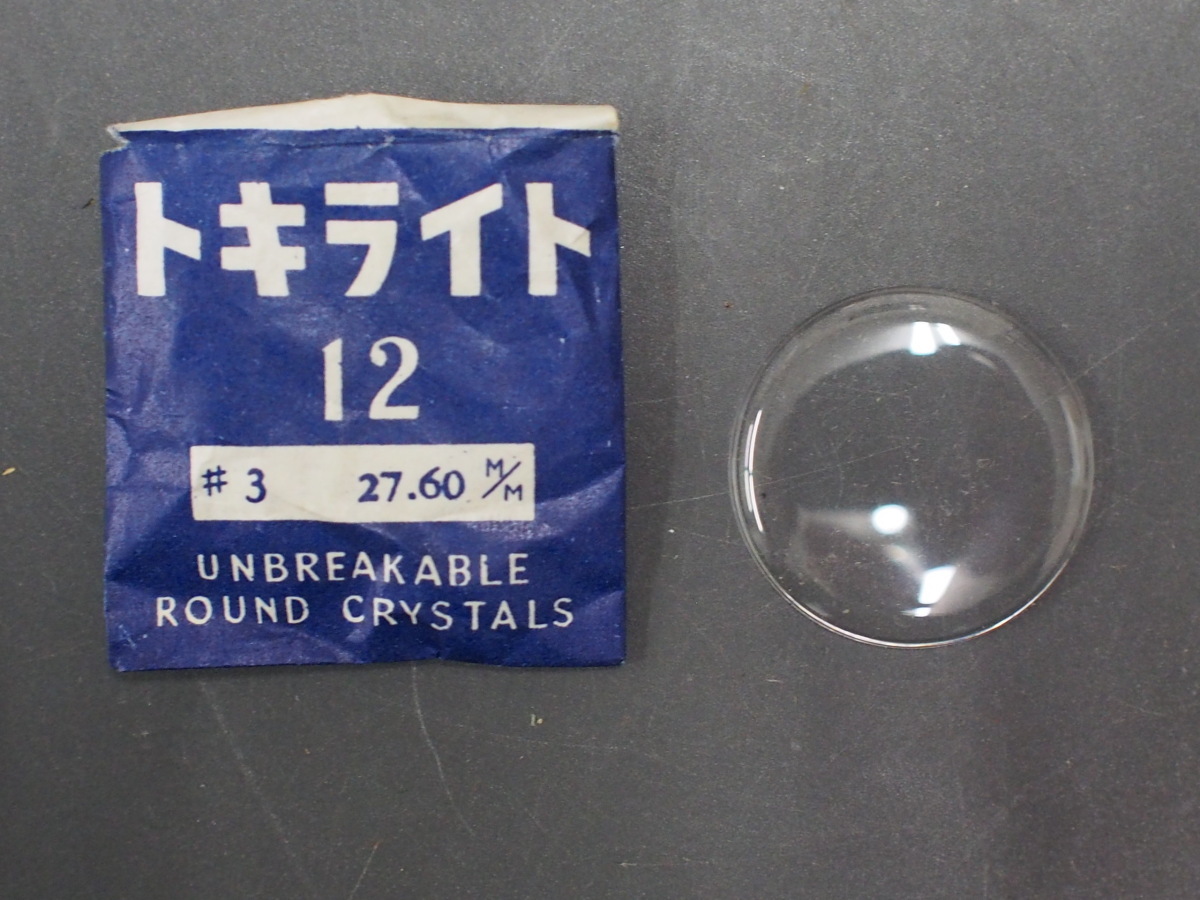 トキライト
12
# 3 27.60 M/M
UNBREAKABLE
ROUND CRYSTALS